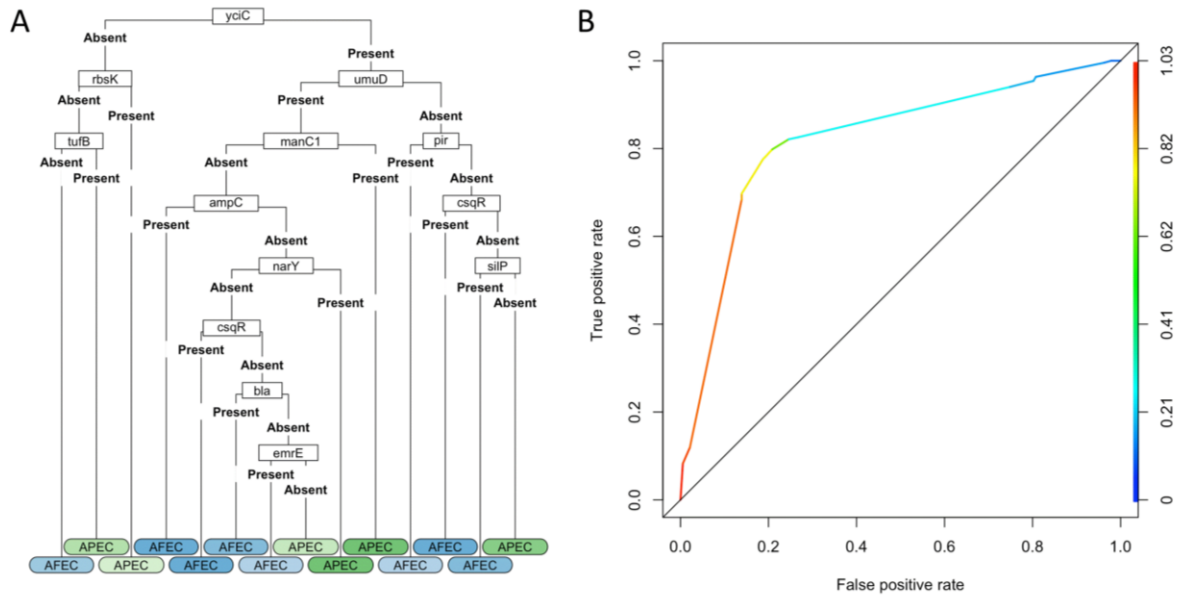 A
yciC
Absent
Present
rbsK
umuD
Absent
Present
Present
Absent
tufB
manC1
pir
Absent
Present
Absent
Present
Present
Absent
ampC
csqR
Present
Absent
Present
Absent
narY
silP
Absent
Present
Present
Absent
csqR
Present
Absent
bla
Present
Absent
emrE
Present
Absent
APEC AFEC AFEC APEC APEC AFEC APEC
AFEC APEC AFEC AFEC APEC AFEC AFEC
B
True positive rate
1.0
0.8
0.6
0.4
0.2
0.0
1.03
0.82
0.62
0.41
0.21
0
0.0 0.2 0.4 0.6 0.8 1.0
False positive rate